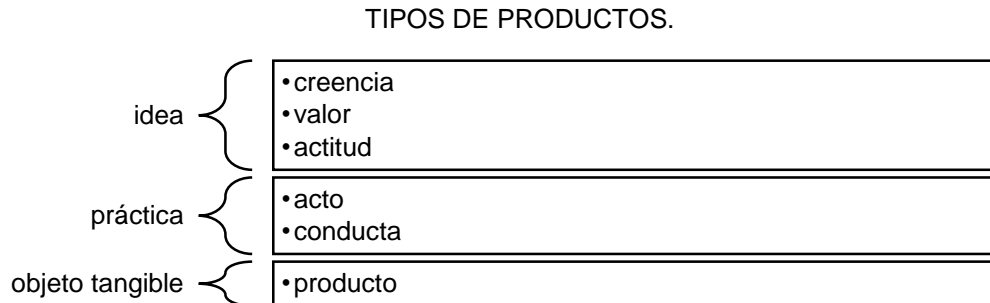 TIPOS DE PRODUCTOS.
idea
•creencia
•valor
•actitud
práctica
•acto
•conducta
objeto tangible
•producto